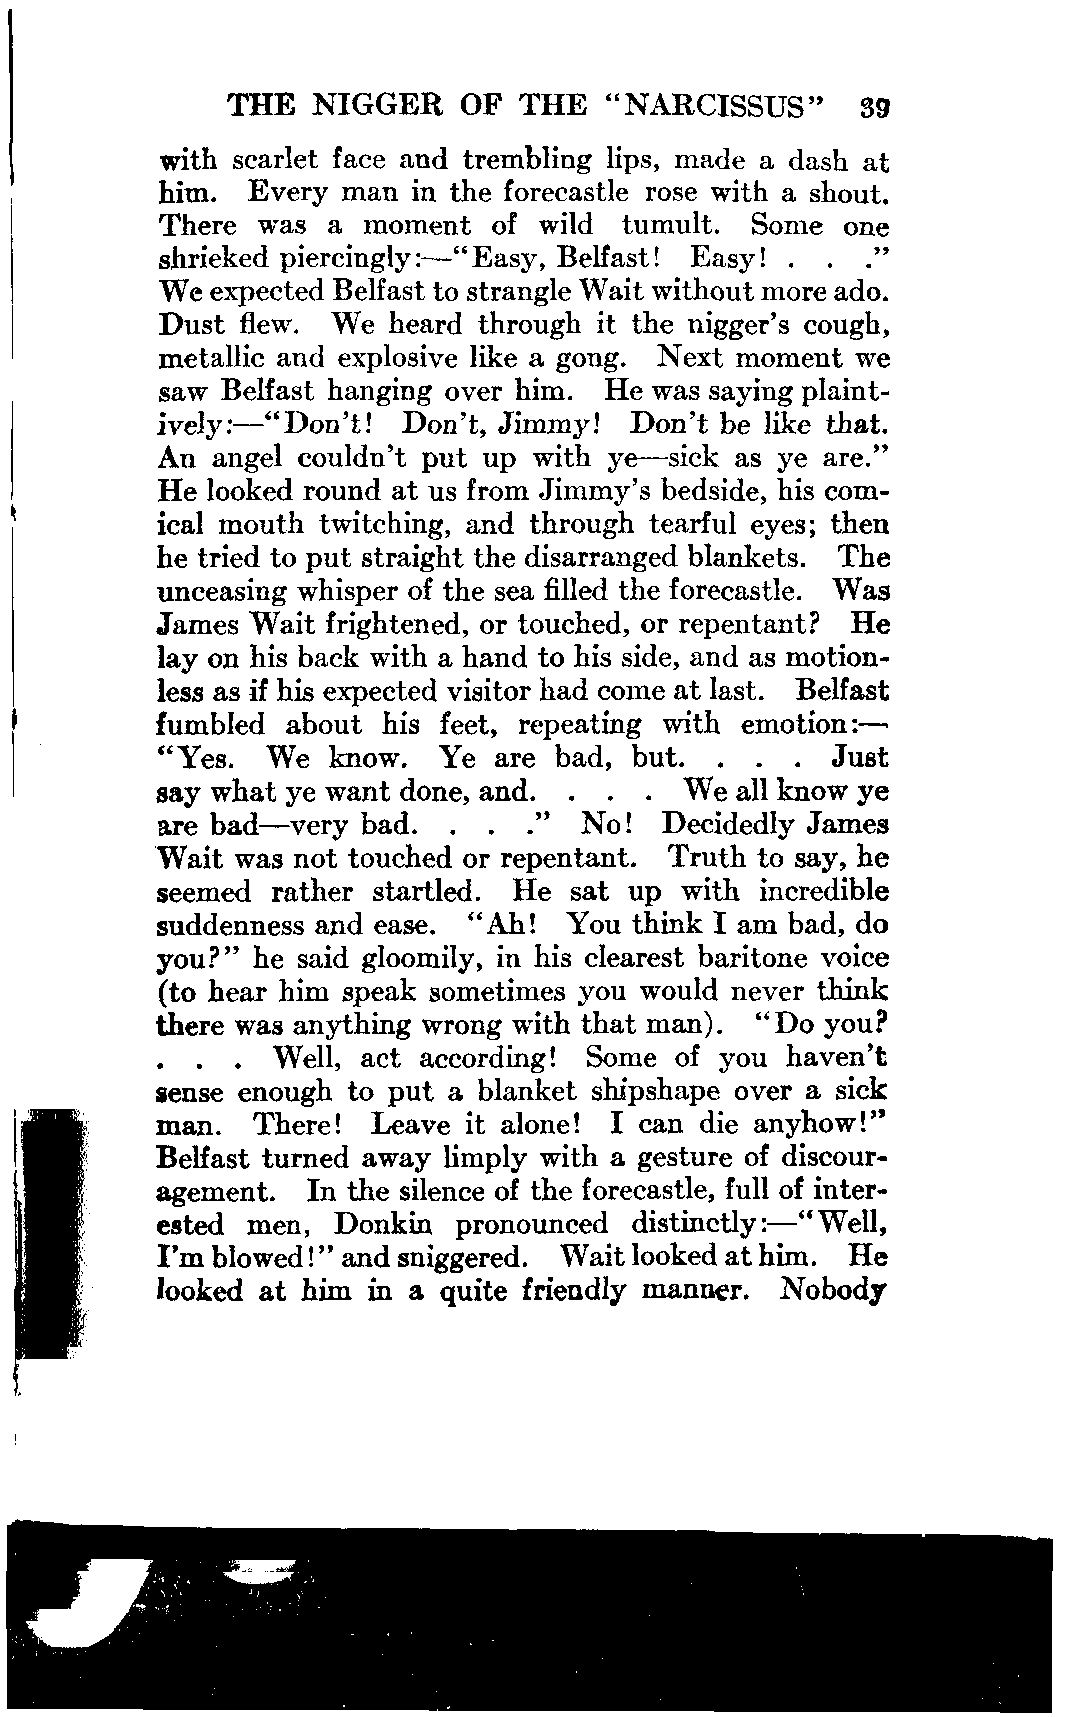 THE NIGGER OF THE "NARCISSUS" 39
with scarlet face and trembling lips, made a dash at
him. Every man in the forecastle rose with a shout.
There was a moment of wild tumult. Some one
shrieked piercingly:—"Easy, Belfast! Easy! . . ."
We expected Belfast to strangle Wait without more ado.
Dust flew. We heard through it the nigger's cough,
metallic and explosive like a gong. Next moment we
saw Belfast hanging over him. He was saying plaint-
ively:—"Don't! Don't, Jimmy! Don't be like that.
An angel couldn't put up with ye—sick as ye are."
He looked round at us from Jimmy's bedside, his com-
ical mouth twitching, and through tearful eyes; then
he tried to put straight the disarranged blankets. The
unceasing whisper of the sea filled the forecastle. Was
James Wait frightened, or touched, or repentant? He
lay on his back with a hand to his side, and as motion-
less as if his expected visitor had come at last. Belfast
fumbled about his feet, repeating with emotion:—
"Yes. We know. Ye are bad, but. . . . Just
say what ye want done, and. . . . We all know ye
are bad—very bad. . . ." No! Decidedly James
Wait was not touched or repentant. Truth to say, he
seemed rather startled. He sat up with incredible
suddenness and ease. "Ah! You think I am bad, do
you?" he said gloomily, in his clearest baritone voice
(to hear him speak sometimes you would never think
there was anything wrong with that man). "Do you?
. . . Well, act according! Some of you haven't
sense enough to put a blanket shipshape over a sick
man. There! Leave it alone! I can die anyhow!"
Belfast turned away limply with a gesture of discour-
agement. In the silence of the forecastle, full of inter-
ested men, Donkin pronounced distinctly:—"Well,
I'm blowed!" and sniggered. Wait looked at him. He
looked at him in a quite friendly manner. Nobody